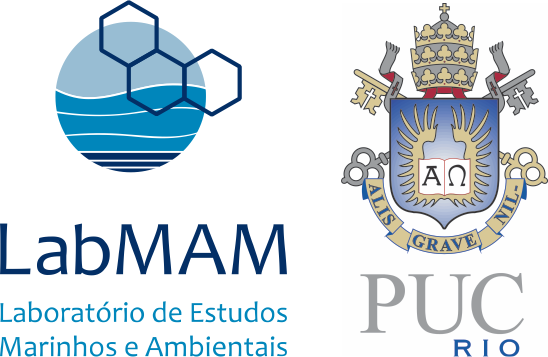 LabMAM
Laboratório de Estudos
Marinhos e Ambientais
Α Ω
ALIS GRAVE NIL
PUC
RIO